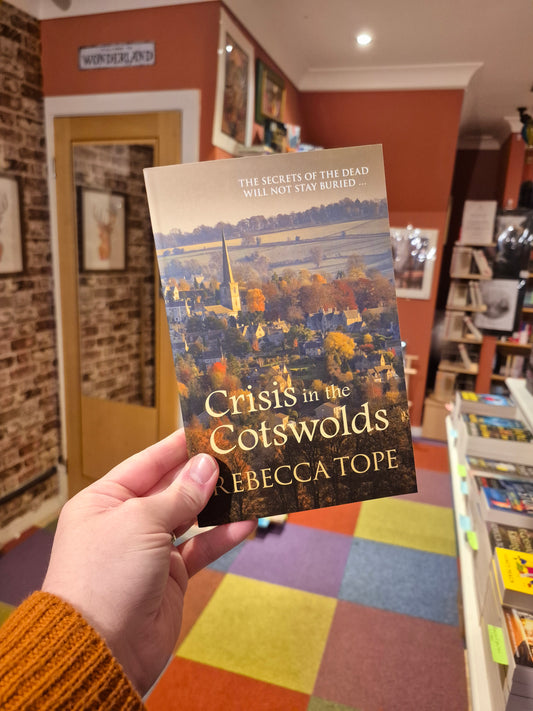 WONDERLAND
THE SECRETS OF THE DEAD
WILL NOT STAY BURIED ...
Crisis in the
Cotswolds
REBECCA TOPE